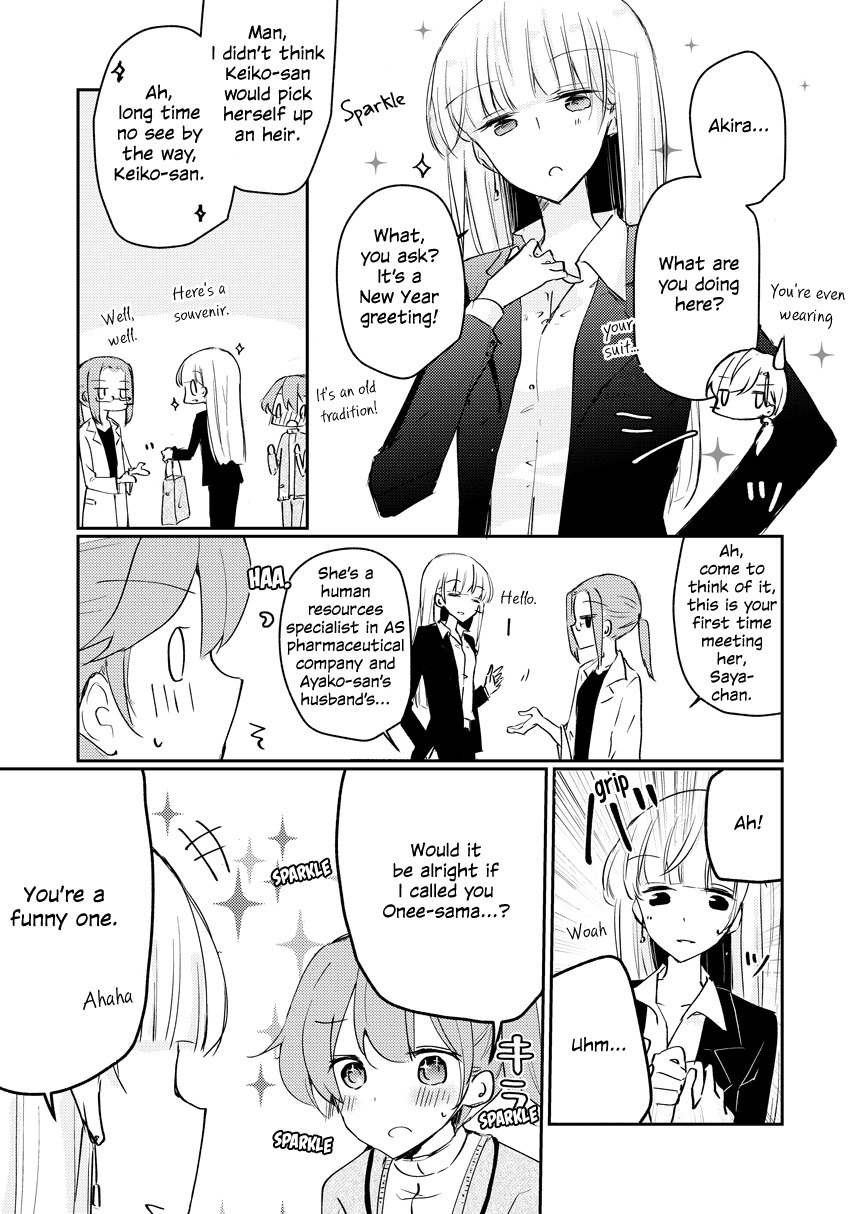 Akira...
What are
you doing
here?
You're even
wearing
your
suit...
What,
you ask?
It's a
New Year
greeting!
It's an old
tradition!
Sparkle
Man,
I didn't think
Keiko-san
would pick
herself up
an heir.
Ah,
long time
no see by
the way,
Keiko-san.
Here's a
souvenir.
Well,
well.
Ah,
come to
think of it,
this is your
first time
meeting
her,
Saya-
chan.
Hello.
She's a
human
resources
specialist in AS
pharmaceutical
company and
Ayako-san's
husband's...
HAA.
Ah!
grip
Woah
Uhm...
Would it
be alright if
I called you
Onee-sama...?
SPARKLE
キラ
SPARKLE
SPARKLE
You're a
funny one.
Ahaha